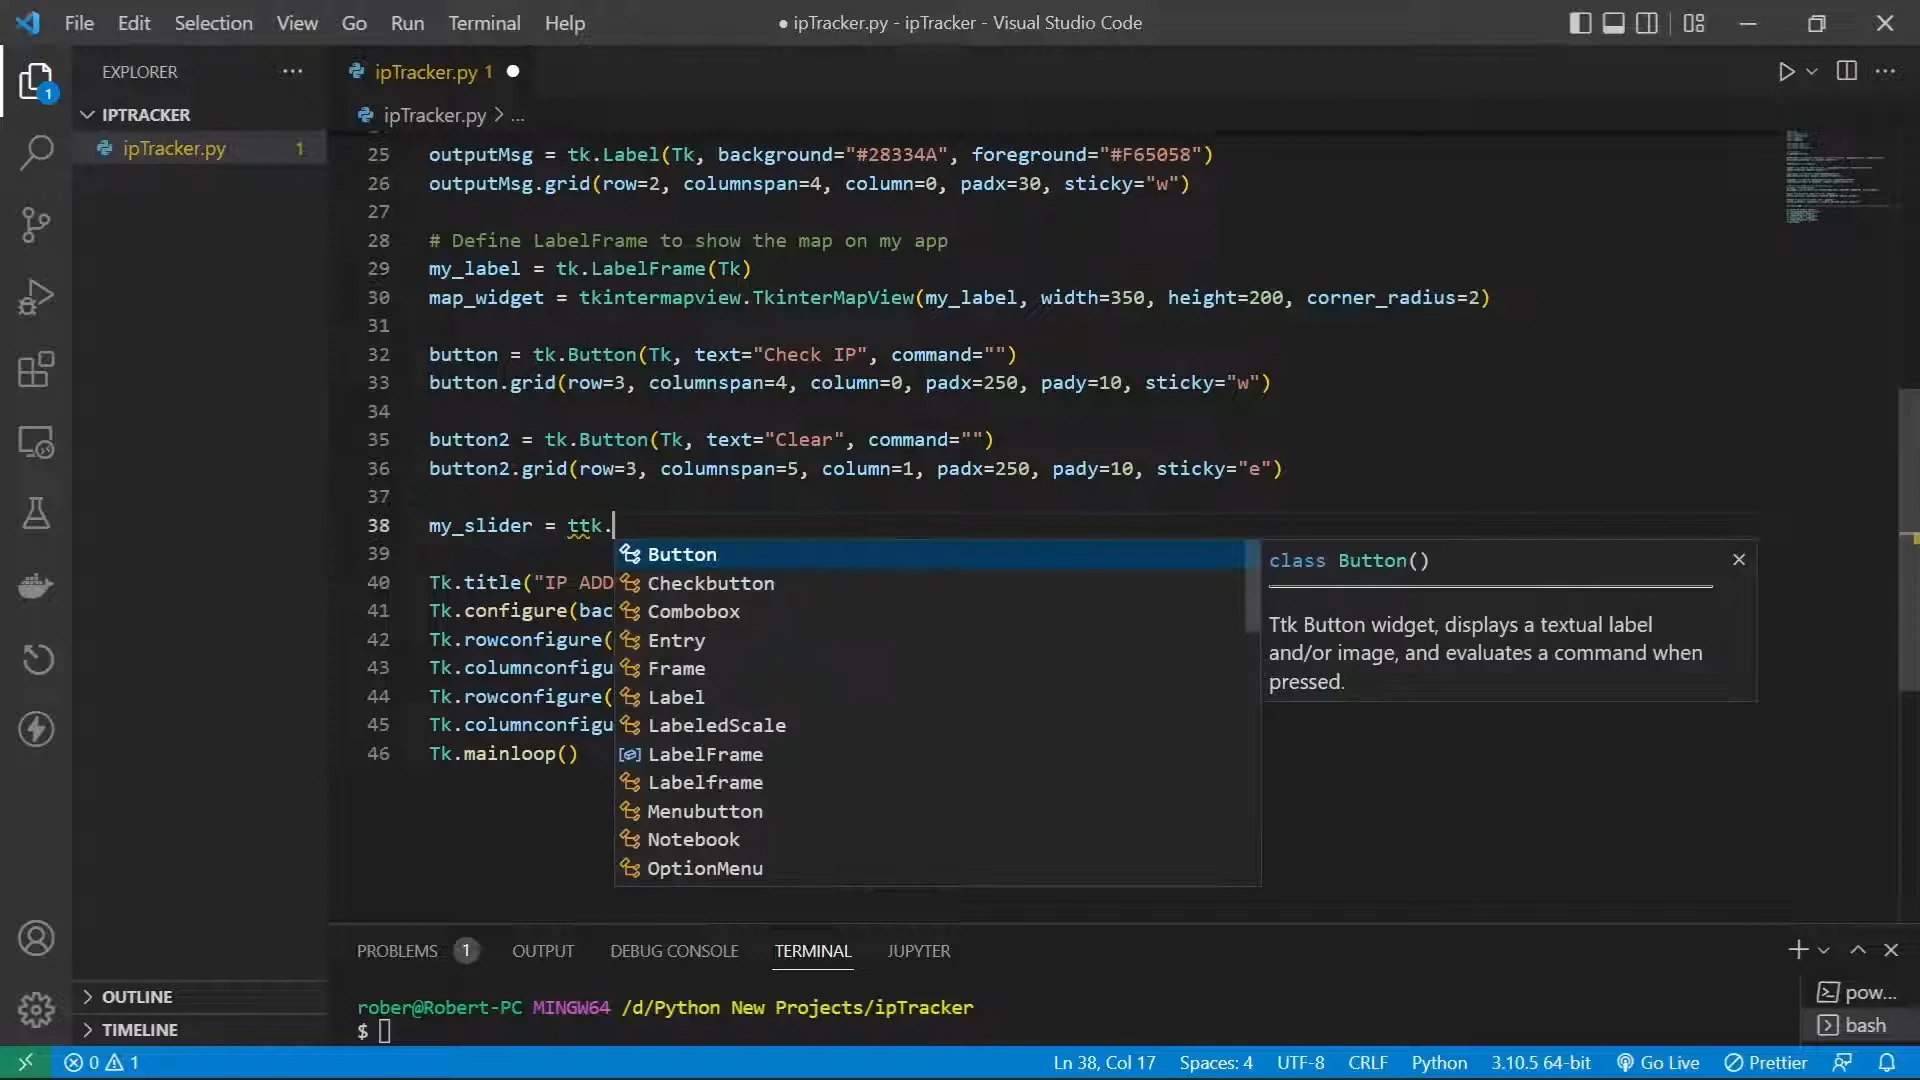 File Edit Selection View Go Run Terminal Help
● ipTracker.py - ipTracker - Visual Studio Code
EXPLORER
ipTracker.py 1
1
IPTRACKER
ipTracker.py > ...
ipTracker.py 1
25 outputMsg = tk.Label(Tk, background="#28334A", foreground="#F65058")
26 outputMsg.grid(row=2, columnspan=4, column=0, padx=30, sticky="w")
27
28 # Define LabelFrame to show the map on my app
29 my_label = tk.LabelFrame(Tk)
30 map_widget = tkintermapview.TkinterMapView(my_label, width=350, height=200, corner_radius=2)
31
32 button = tk.Button(Tk, text="Check IP", command="")
33 button.grid(row=3, columnspan=4, column=0, padx=250, pady=10, sticky="w")
34
35 button2 = tk.Button(Tk, text="Clear", command="")
36 button2.grid(row=3, columnspan=5, column=1, padx=250, pady=10, sticky="e")
37
38 my_slider = ttk.
39
40 Tk.title("IP ADD
41 Tk.configure(bac
42 Tk.rowconfigure(
43 Tk.columnconfigu
44 Tk.rowconfigure(
45 Tk.columnconfigu
46 Tk.mainloop()
Button
Checkbutton
Combobox
Entry
Frame
Label
LabeledScale
LabelFrame
Labelframe
Menubutton
Notebook
OptionMenu
class Button()
Ttk Button widget, displays a textual label
and/or image, and evaluates a command when
pressed.
PROBLEMS 1 OUTPUT DEBUG CONSOLE TERMINAL JUPYTER
rober@Robert-PC MINGW64 /d/Python New Projects/ipTracker
$
pow...
bash
OUTLINE
TIMELINE
0 1 Ln 38, Col 17 Spaces: 4 UTF-8 CRLF Python 3.10.5 64-bit Go Live Prettier